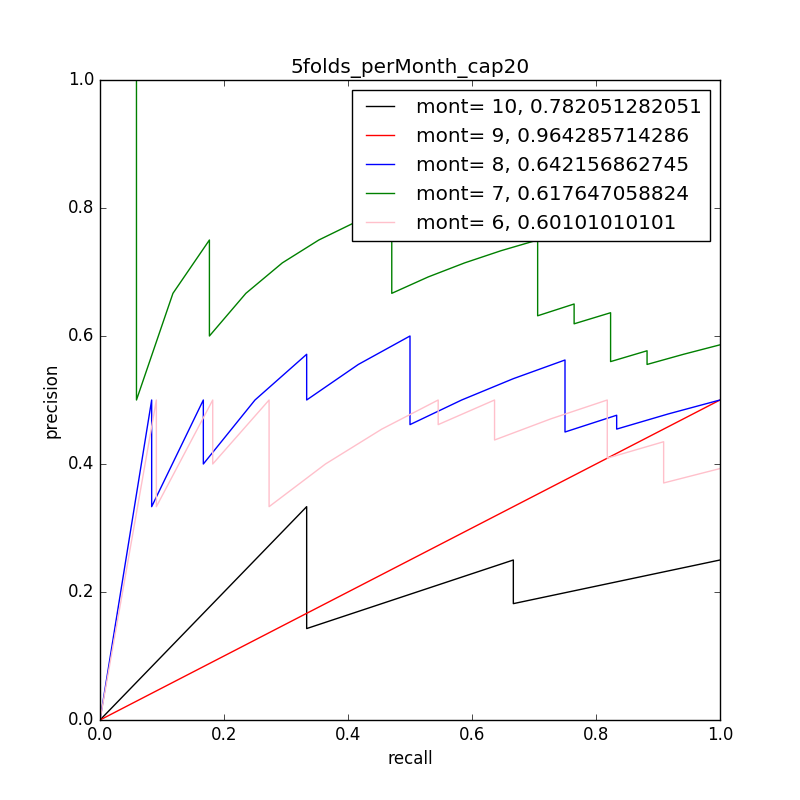 5folds_perMonth_cap20
mont= 10, 0.782051282051
mont= 9, 0.964285714286
mont= 8, 0.642156862745
mont= 7, 0.617647058824
mont= 6, 0.60101010101
1.0
0.8
0.6
0.4
0.2
0.0
precision
0.0 0.2 0.4 0.6 0.8 1.0
recall